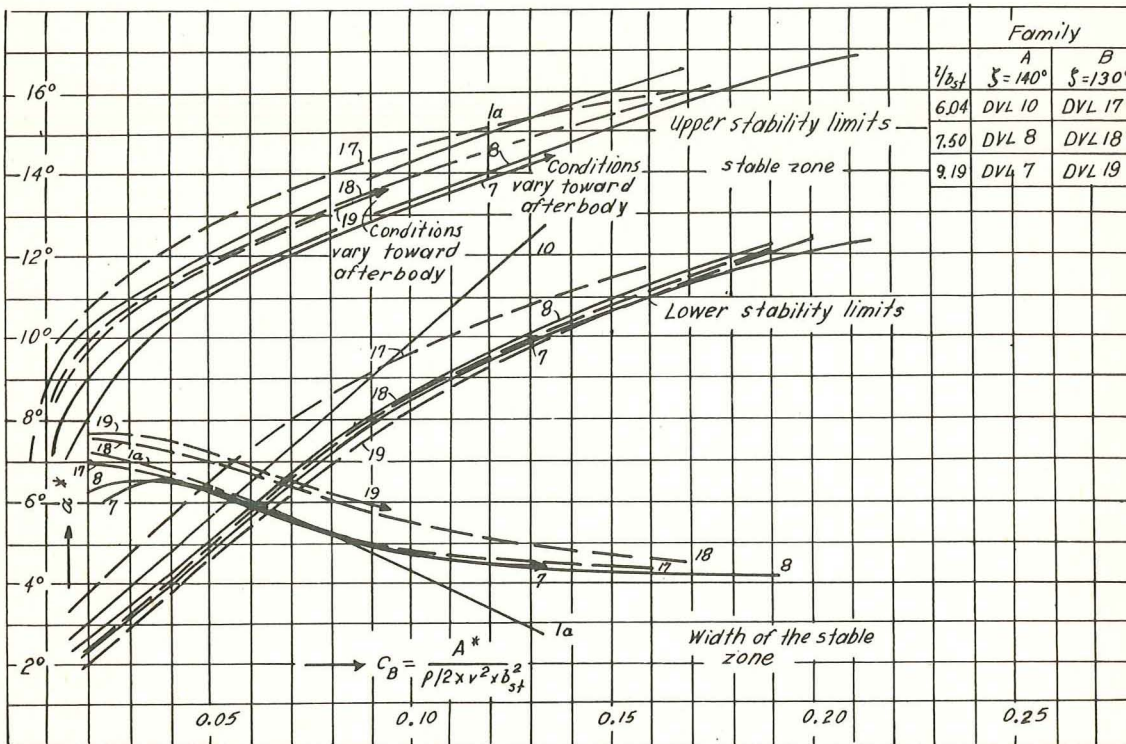 Family
l/b_st A ζ=140° B ζ=130°
6.04 DVL 10 DVL 17
7.50 DVL 8 DVL 18
9.19 DVL 7 DVL 19
16°
14°
12°
10°
8°
6°
4°
2°
α*
17
1a
18
19
8
7
Upper stability limits
stable zone
Conditions
vary toward
afterbody
Conditions
vary toward
afterbody
10
17
8
7
18
19
Lower stability limits
19
18
1a
17
8
7
19
18
17
7
8
1a
Width of the stable
zone
C_B = A* / ρ/2 x v² x b²_st
0.05 0.10 0.15 0.20 0.25